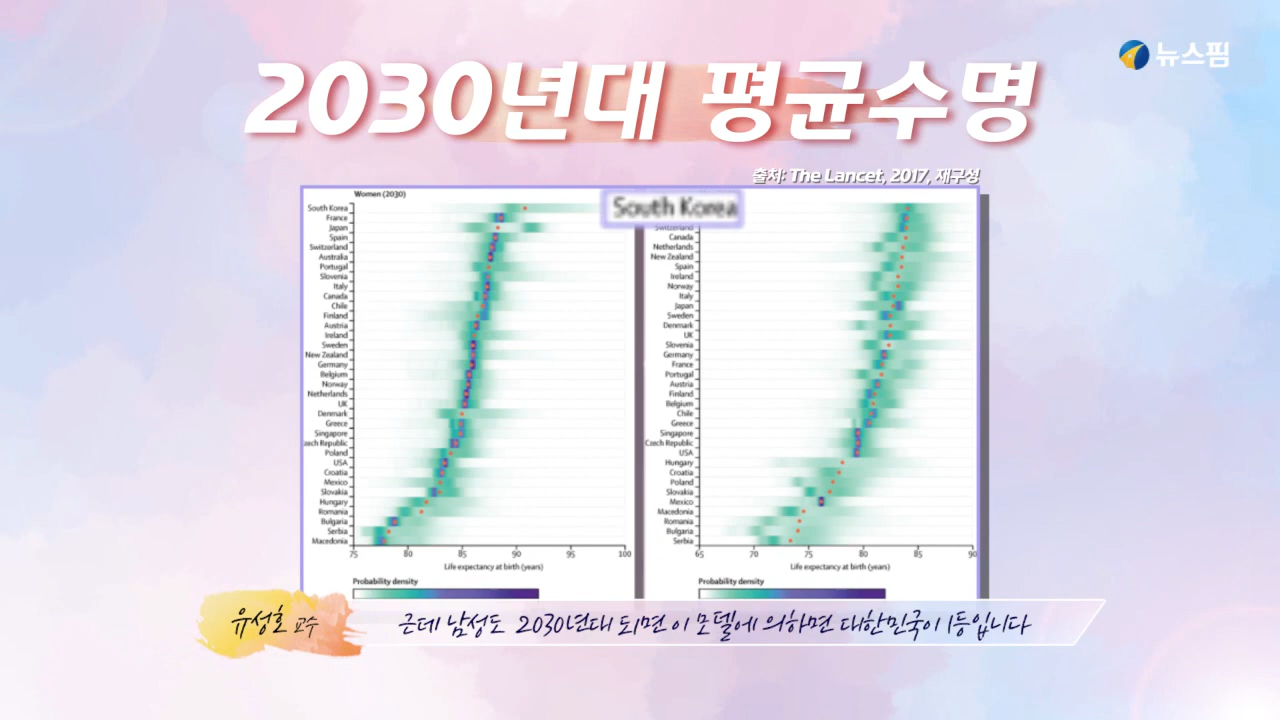 뉴스핌
2030년대 평균수명
출처: The Lancet, 2017, 재구성
Women (2030)
South Korea
France
Japan
Spain
Switzerland
Australia
Portugal
Slovenia
Italy
Canada
Chile
Finland
Austria
Ireland
Sweden
New Zealand
Germany
Belgium
Norway
Netherlands
UK
Denmark
Greece
Singapore
zech Republic
Poland
USA
Croatia
Mexico
Slovakia
Hungary
Romania
Bulgaria
Serbia
Macedonia
75 80 85 90 95 100
Life expectancy at birth (years)
Probability density
South Korea
Switzerland
Canada
Netherlands
New Zealand
Spain
Ireland
Norway
Italy
Japan
Sweden
Denmark
UK
Slovenia
Germany
France
Portugal
Austria
Finland
Belgium
Chile
Greece
Singapore
Czech Republic
USA
Hungary
Croatia
Poland
Slovakia
Mexico
Macedonia
Romania
Bulgaria
Serbia
65 70 75 80 85 90
Life expectancy at birth (years)
Probability density
유성호 교수
근데 남성도 2030년대 되면 이 모델에 의하면 대한민국이 1등입니다